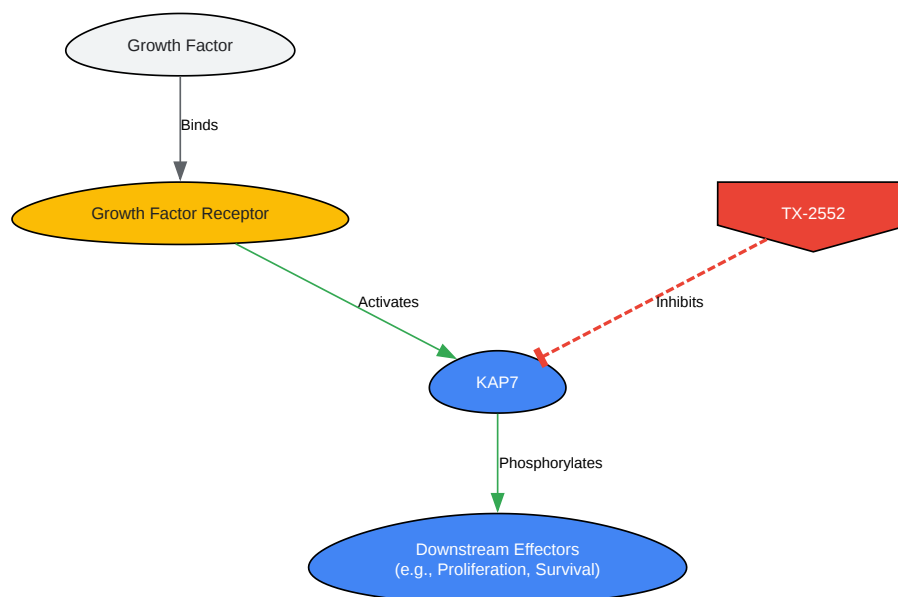 Growth Factor
Binds
Growth Factor Receptor
TX-2552
Activates
Inhibits
KAP7
Phosphorylates
Downstream Effectors
(e.g., Proliferation, Survival)